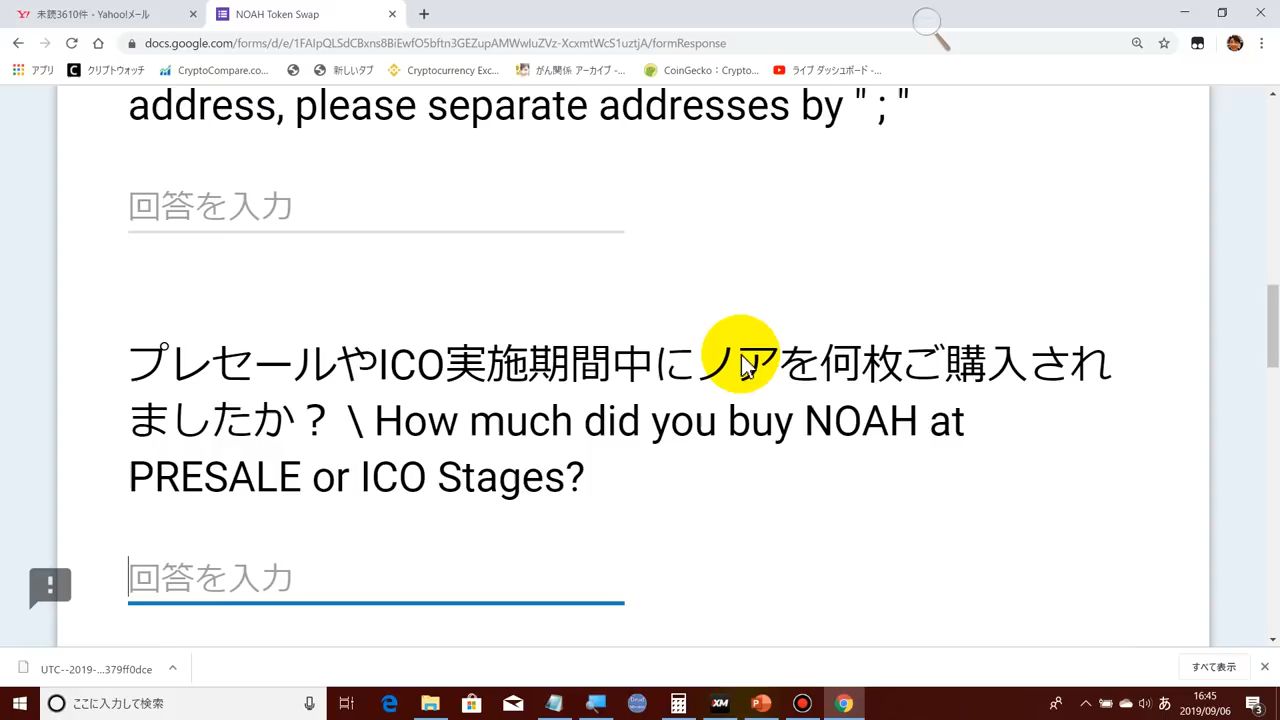 未読3610件 - Yahoo!メール
NOAH Token Swap
docs.google.com/forms/d/e/1FAIpQLSdCBxns8BiEwfO5bftn3GEZupAMWwIuZVz-XcxmtWcS1uztjA/formResponse
アプリ
クリプトウォッチ
CryptoCompare.co...
新しいタブ
Cryptocurrency Exc...
がん関係 アーカイブ -...
CoinGecko：Crypto...
ライブ ダッシュボード -...
address, please separate addresses by " ; "
回答を入力
プレセールやICO実施期間中にノアを何枚ご購入され
ましたか？ \ How much did you buy NOAH at
PRESALE or ICO Stages?
回答を入力
UTC--2019-...379ff0dce
すべて表示
ここに入力して検索
XM
あ
16:45
2019/09/06
3